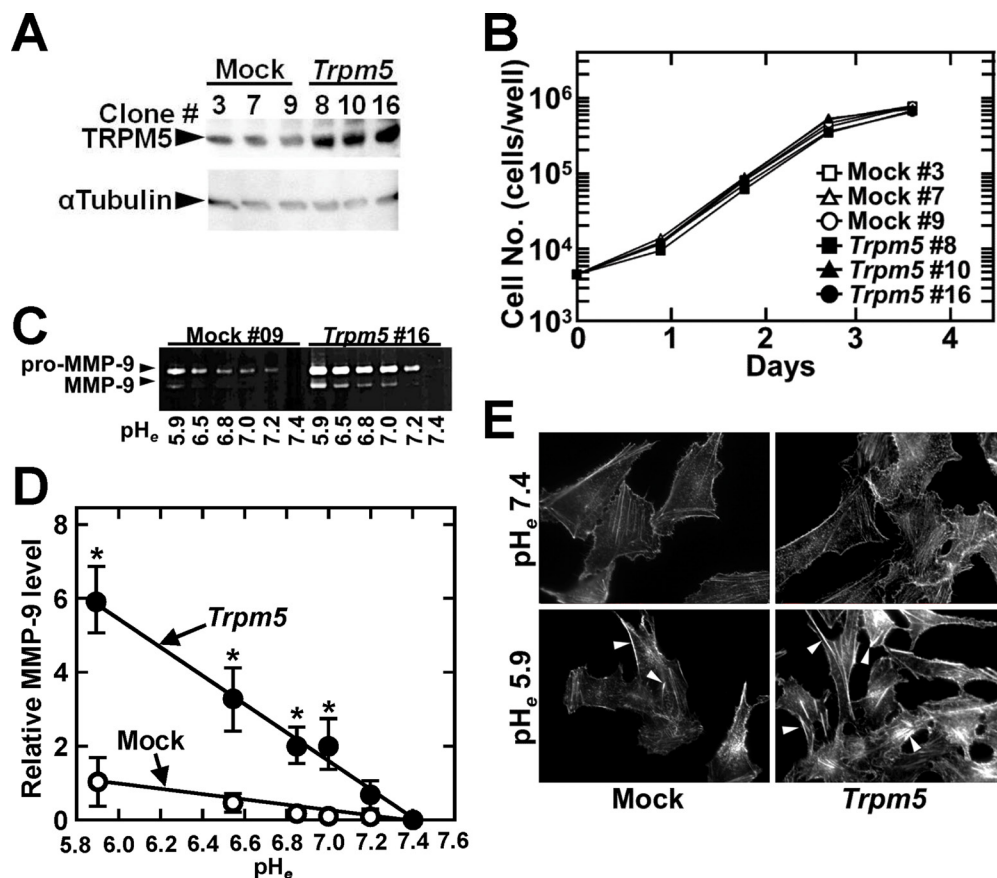 A
Mock Trpm5
Clone # 3 7 9 8 10 16
TRPM5
αTubulin
B
Cell No. (cells/well)
10⁶
10⁵
10⁴
10³
0 1 2 3 4
Days
Mock #3
Mock #7
Mock #9
Trpm5 #8
Trpm5 #10
Trpm5 #16
C
Mock #09 Trpm5 #16
pro-MMP-9
MMP-9
pHe 5.9 6.5 6.8 7.0 7.2 7.4 5.9 6.5 6.8 7.0 7.2 7.4
D
Relative MMP-9 level
8
6
4
2
0
* * * *
Trpm5
Mock
5.8 6.0 6.2 6.4 6.6 6.8 7.0 7.2 7.4 7.6
pHe
E
pHe 7.4
pHe 5.9
Mock Trpm5